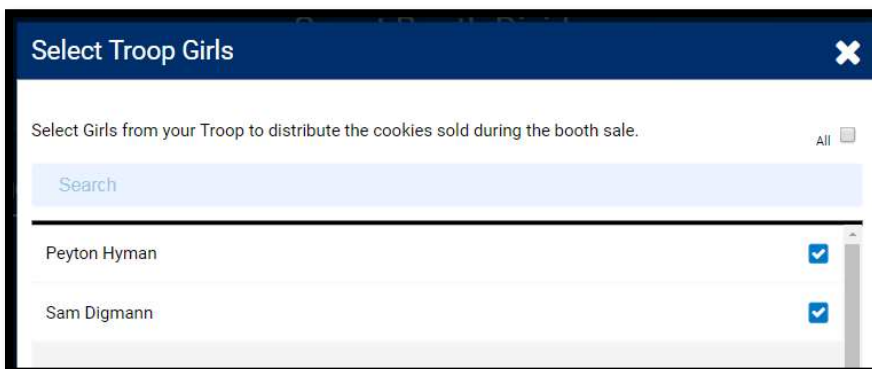 Select Troop Girls
Select Girls from your Troop to distribute the cookies sold during the booth sale.
All
Search
Peyton Hyman
Sam Digmann